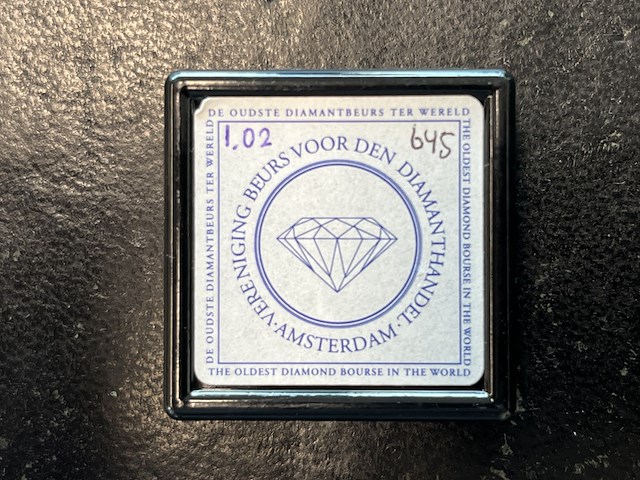 DE OUDSTE DIAMANTBEURS TER WERELD
1.02
645
DE OUDSTE DIAMANTBEURS TER WERELD
THE OLDEST DIAMOND BOURSE IN THE WORLD
VERENIGING BEURS VOOR DEN DIAMANTHANDEL
·AMSTERDAM·
THE OLDEST DIAMOND BOURSE IN THE WORLD